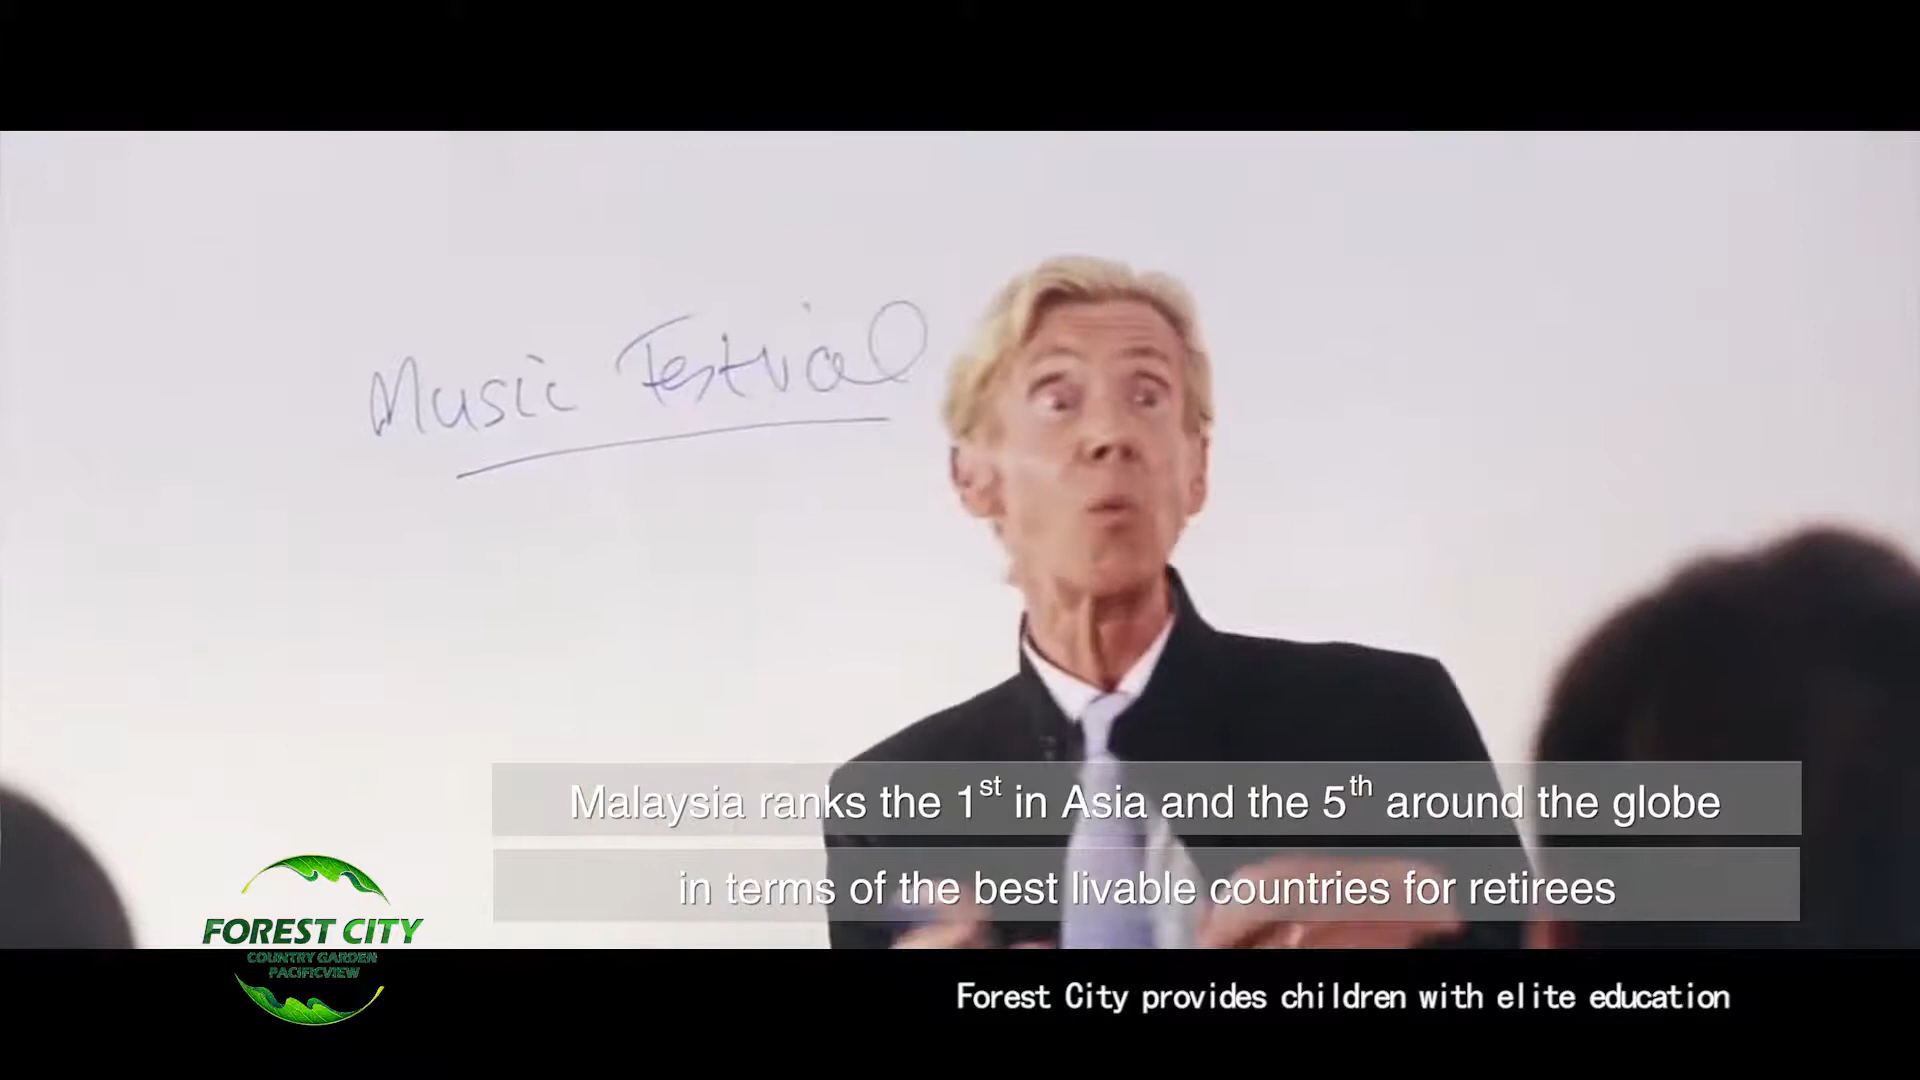 Music Festival
Malaysia ranks the 1st in Asia and the 5th around the globe
in terms of the best livable countries for retirees
FOREST CITY
COUNTRY GARDEN
PACIFICVIEW
Forest City provides children with elite education